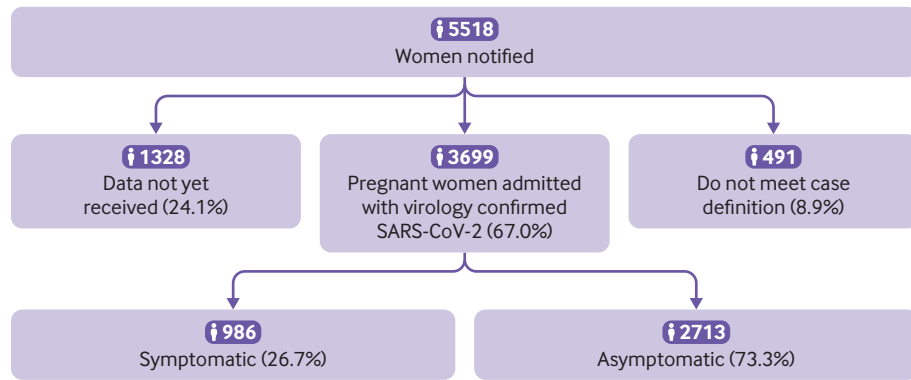 5518
Women notified
1328
Data not yet
received (24.1%)
3699
Pregnant women admitted
with virology confirmed
SARS-CoV-2 (67.0%)
491
Do not meet case
definition (8.9%)
986
Symptomatic (26.7%)
2713
Asymptomatic (73.3%)